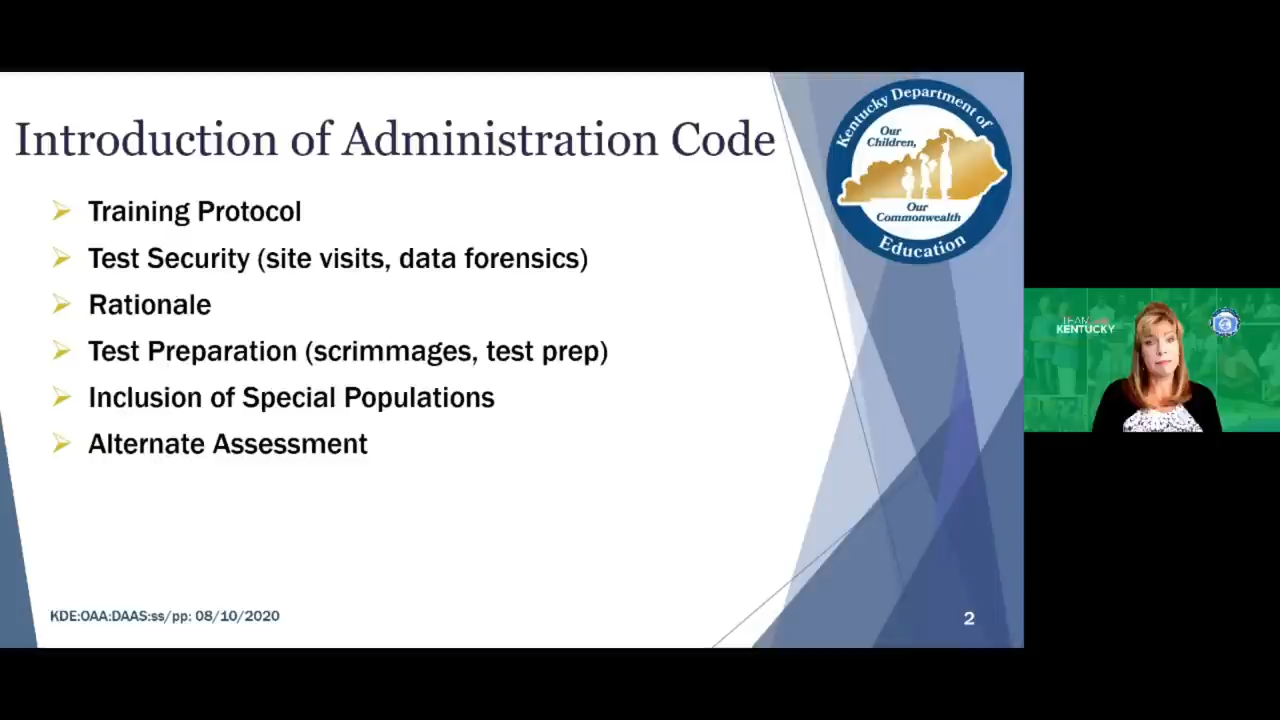 Introduction of Administration Code
Training Protocol
Test Security (site visits, data forensics)
Rationale
Test Preparation (scrimmages, test prep)
Inclusion of Special Populations
Alternate Assessment
KDE:OAA:DAAS:ss/pp: 08/10/2020
2
Kentucky Department of
Our
Children,
Our
Commonwealth
Education
TEAM
KENTUCKY